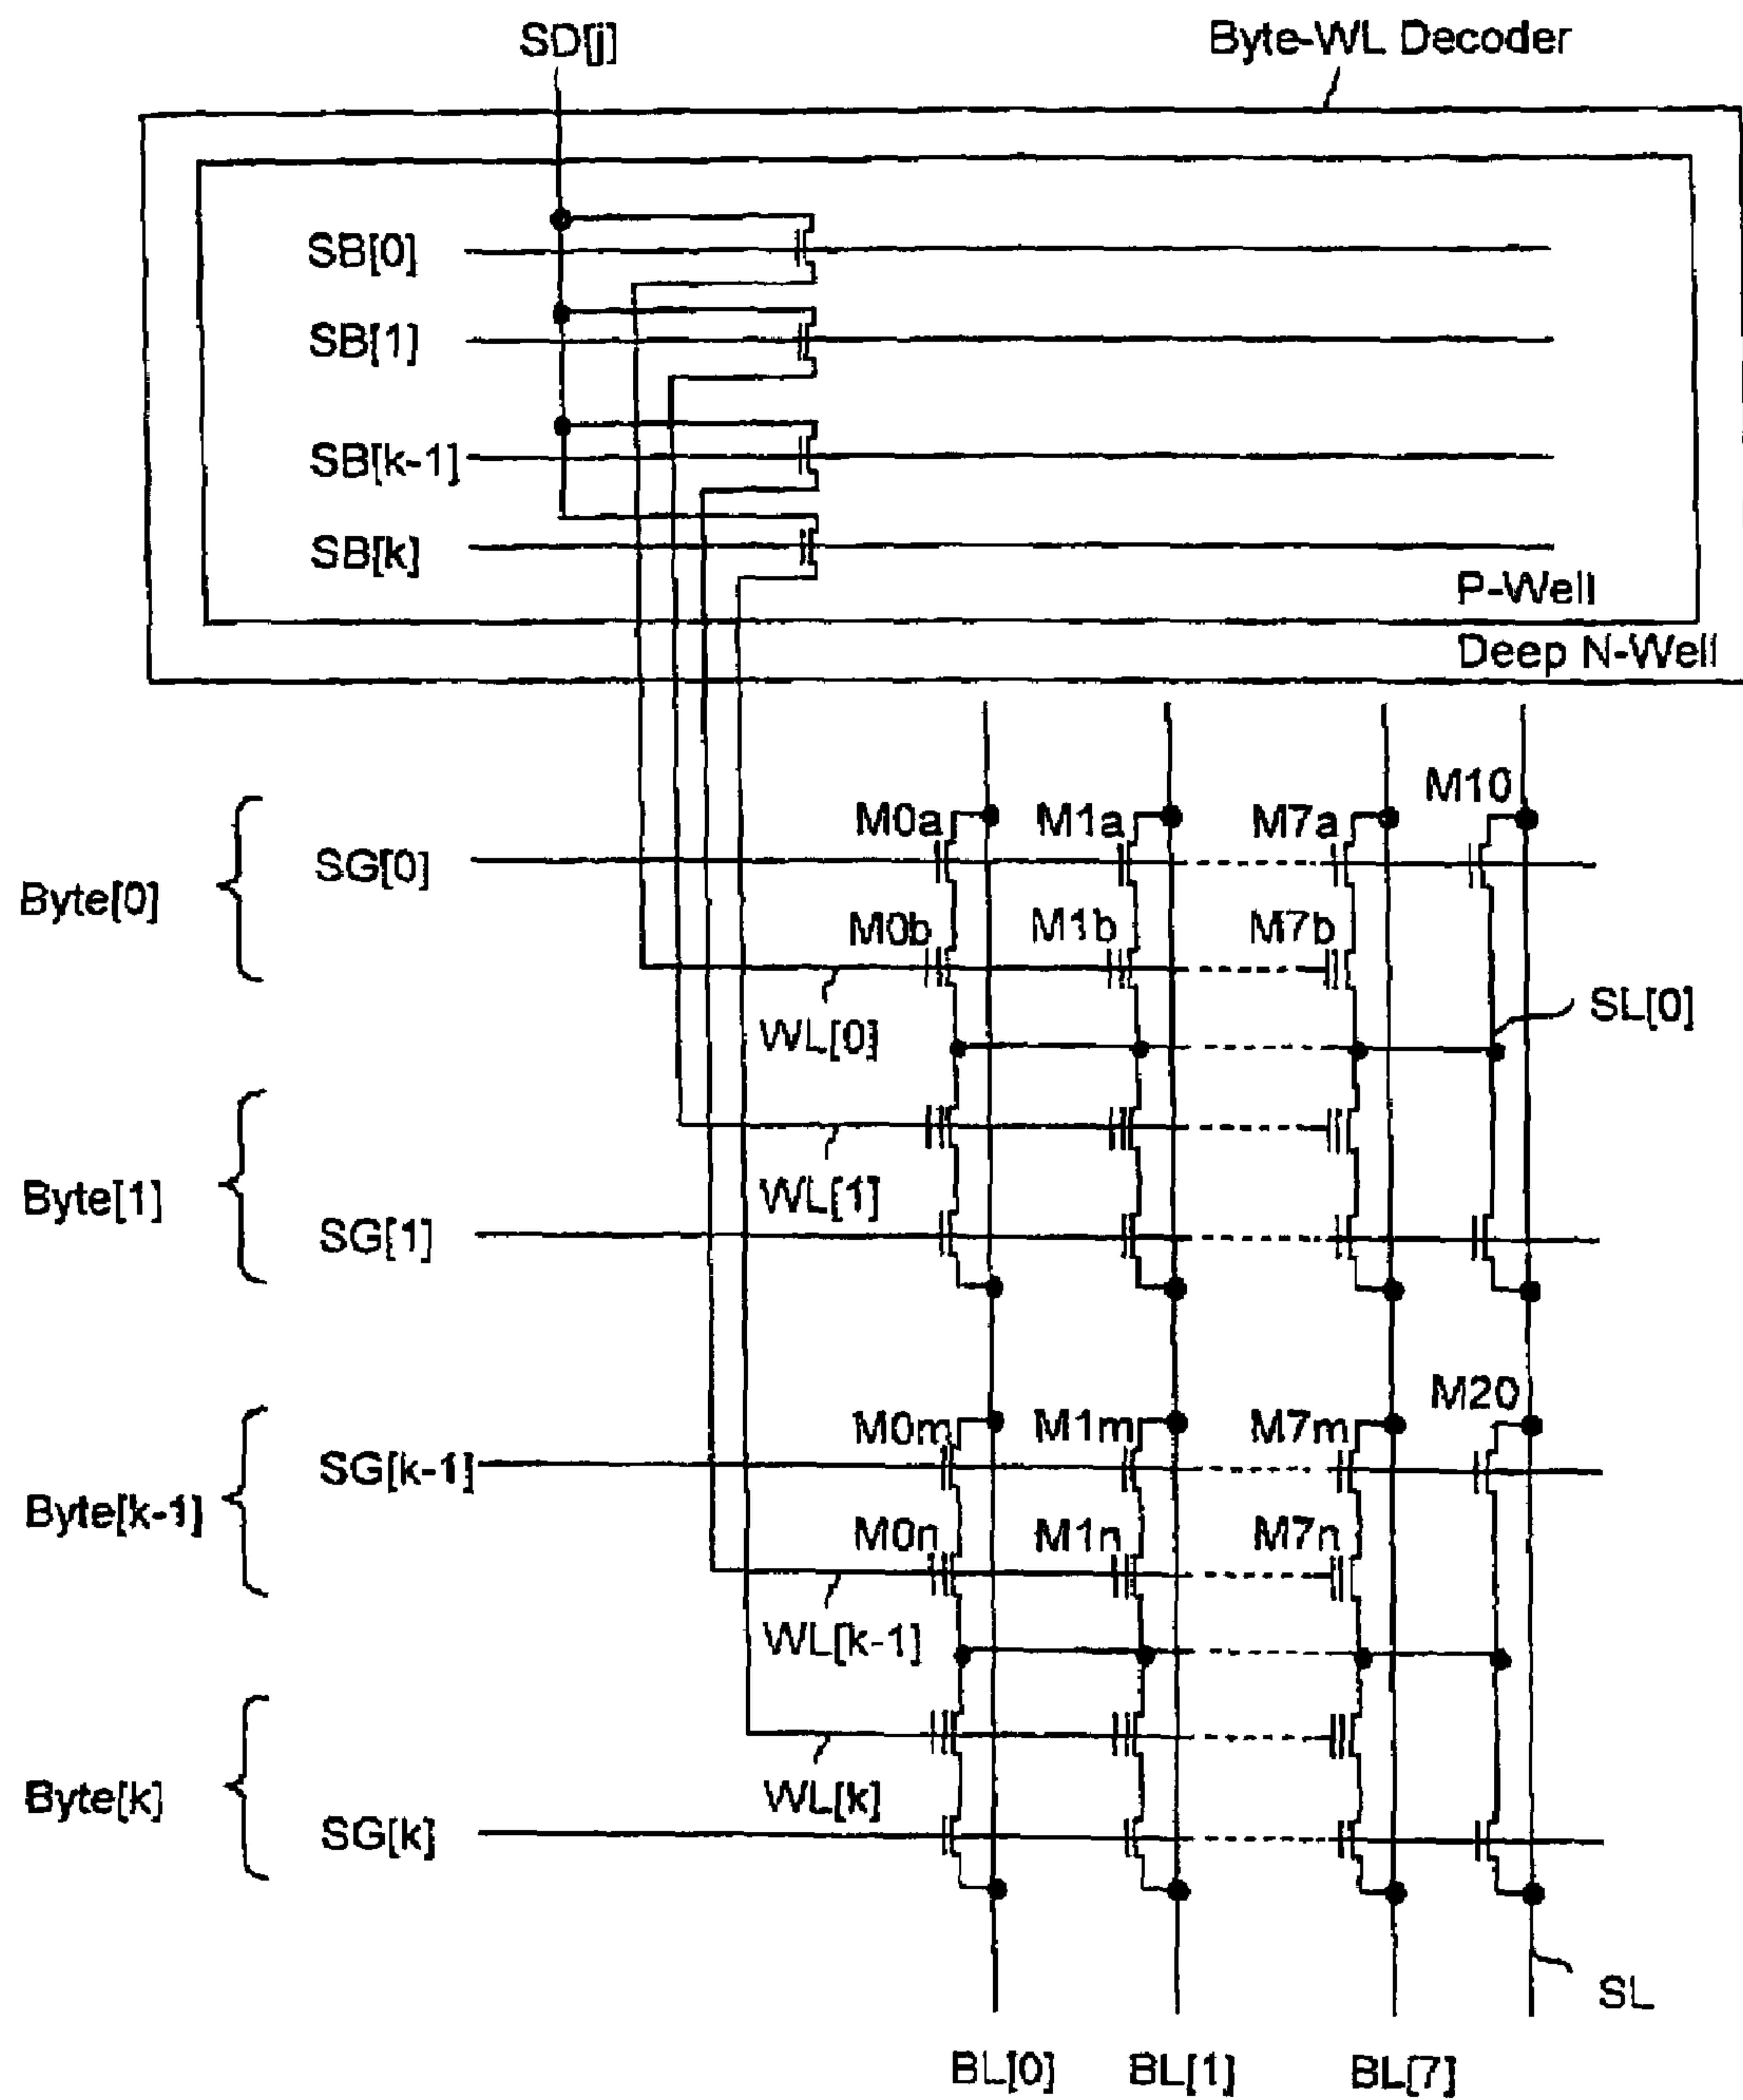 SD[j] Byte-WL Decoder
SB[0]
SB[1]
SB[k-1]
SB[k]
P-Well
Deep N-Well
M10
M0a M1a M7a
SG[0]
Byte[0]
M0b M1b M7b
SL[0]
WL[0]
Byte[1]
WL[1]
SG[1]
M20
M0m M1m M7m
SG[k-1]
Byte[k-1]
M0n M1n M7n
WL[k-1]
Byte[k]
WL[k]
SG[k]
SL
BL[0] BL[1] BL[7]